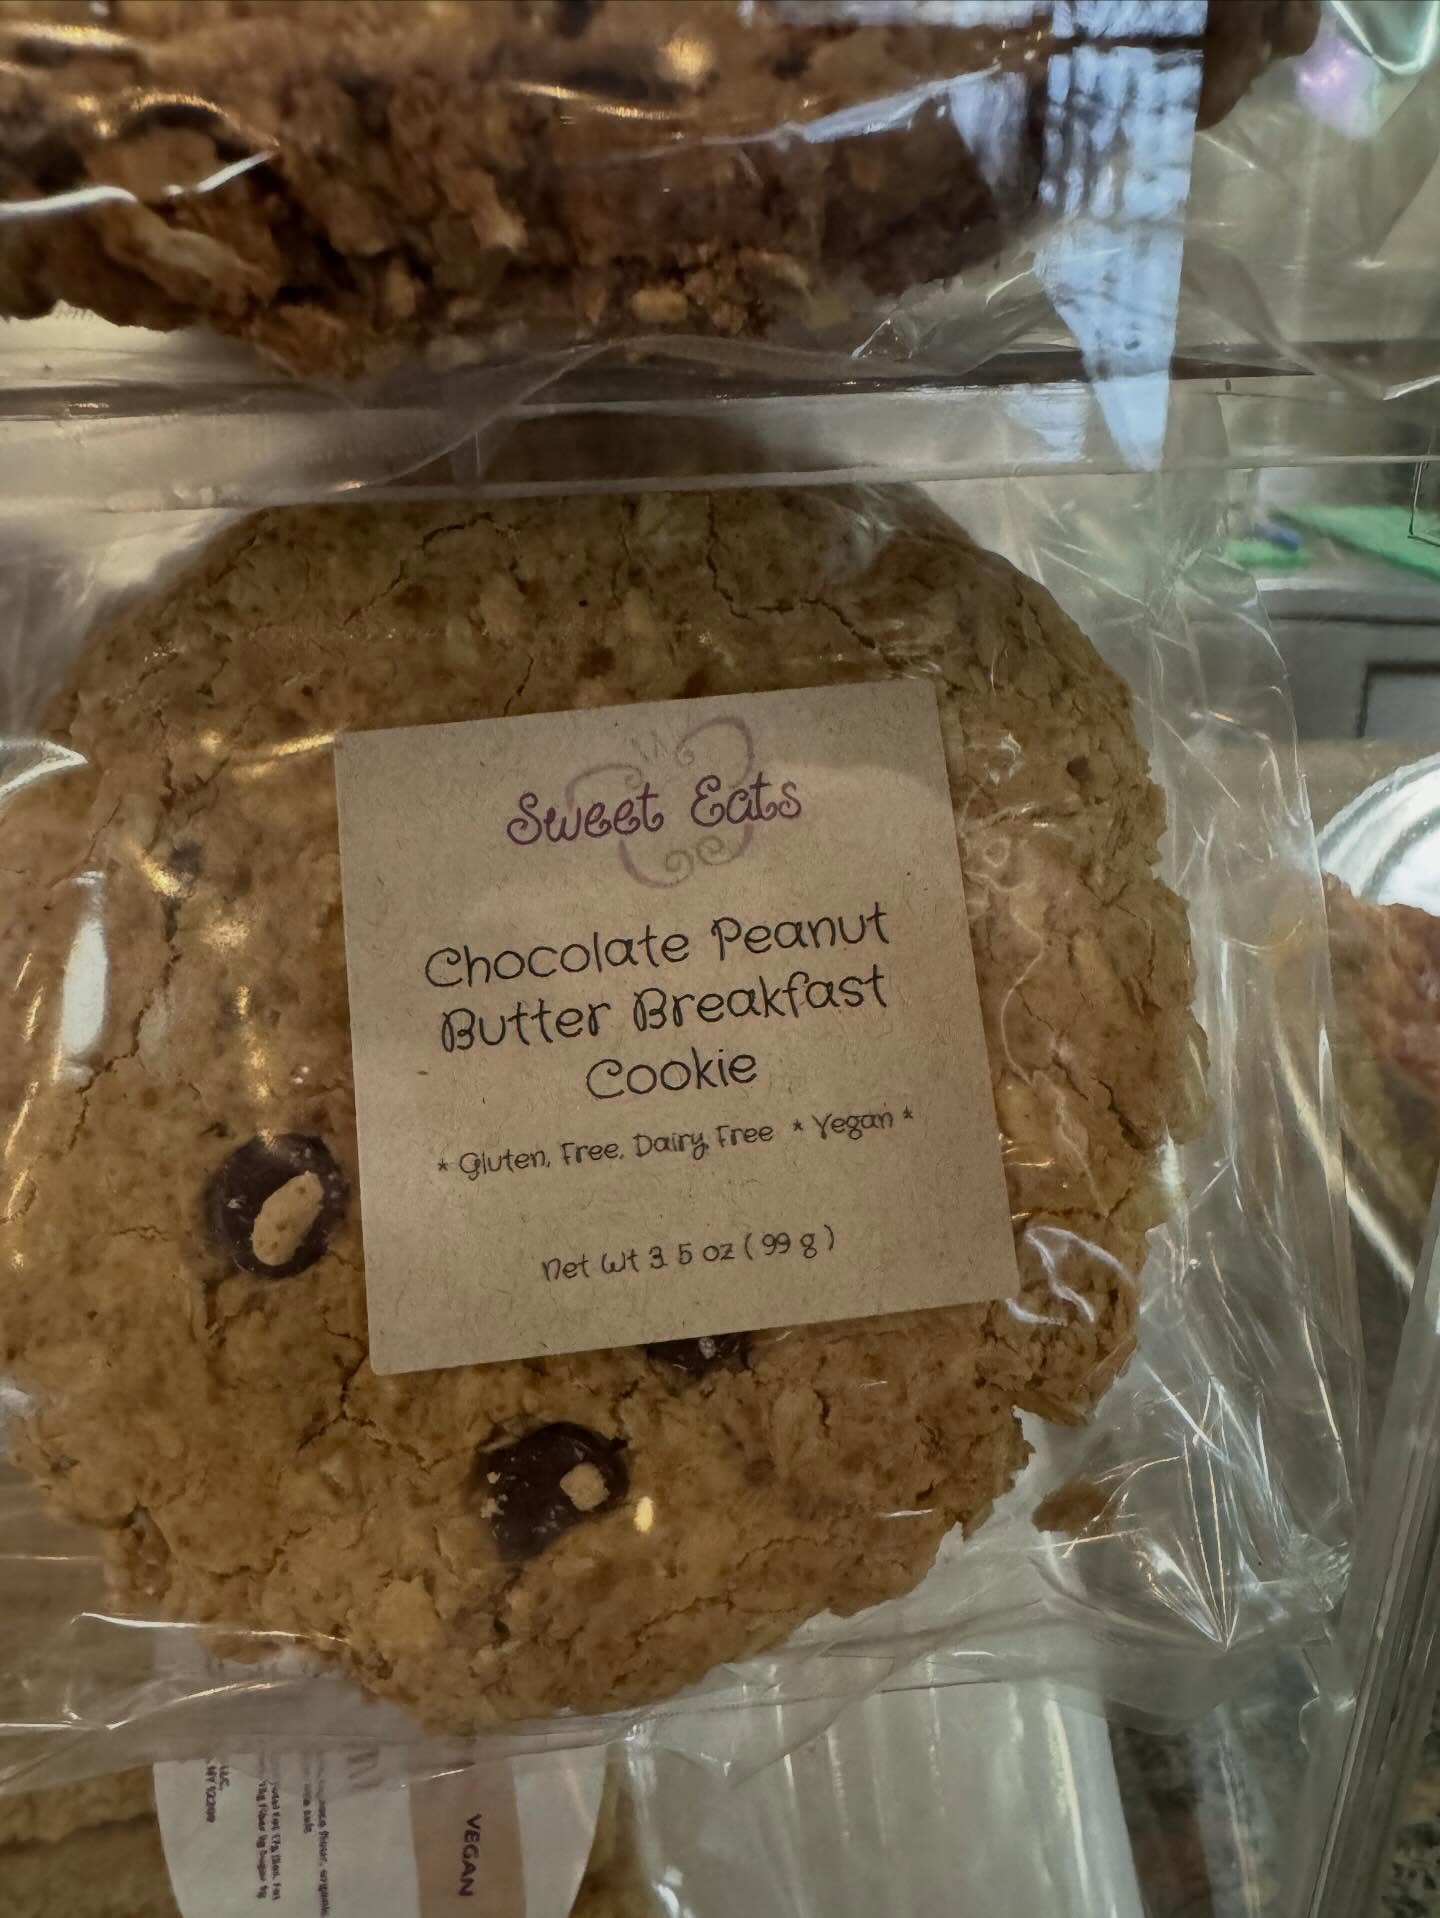 Sweet Eats
Chocolate Peanut
Butter Breakfast
Cookie
* Gluten, Free, Dairy, Free * Vegan *
Net Wt 3.5 oz ( 99 g )
VEGAN
LLC.